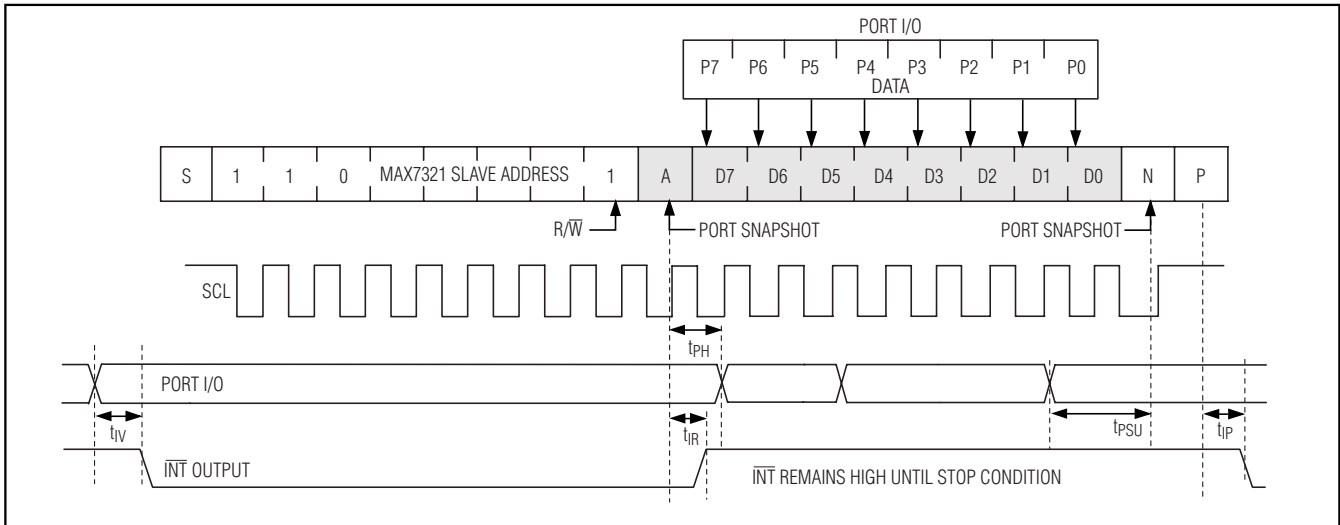 PORT I/O
P7 P6 P5 P4 P3 P2 P1 P0
DATA
S 1 1 0 MAX7321 SLAVE ADDRESS 1 A D7 D6 D5 D4 D3 D2 D1 D0 N P
R/W̅ PORT SNAPSHOT PORT SNAPSHOT
SCL
tPH
PORT I/O
tIV tIR tPSU tIP
I̅N̅T̅ OUTPUT I̅N̅T̅ REMAINS HIGH UNTIL STOP CONDITION